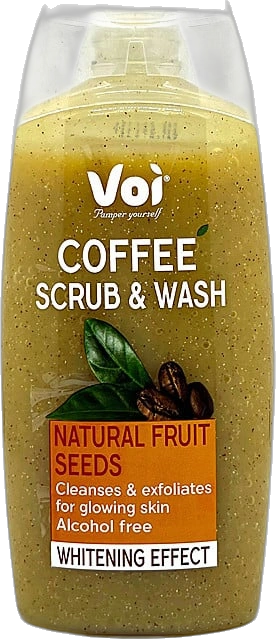 Voi®
Pamper yourself
COFFEE
SCRUB & WASH
NATURAL FRUIT
SEEDS
Cleanses & exfoliates
for glowing skin
Alcohol free
WHITENING EFFECT